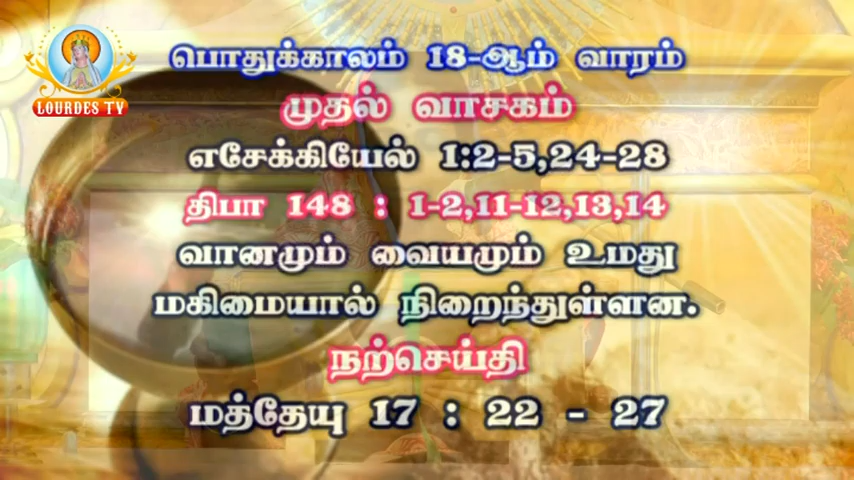 LOURDES TV
பொதுக்காலம் 18-ஆம் வாரம்
முதல் வாசகம்
எசேக்கியேல் 1:2-5,24-28
திபா 148 : 1-2,11-12,13,14
வானமும் வையமும் உமது
மகிமையால் நிறைந்துள்ளன.
நற்செய்தி
மத்தேயு 17 : 22 - 27